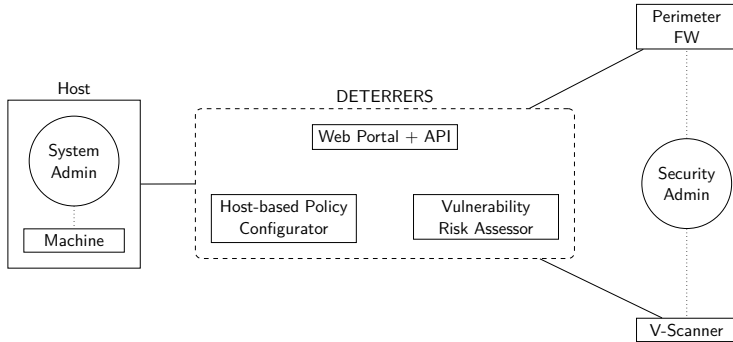 Perimeter
FW
Host
DETERRERS
Web Portal + API
System
Admin
Security
Admin
Host-based Policy
Configurator
Vulnerability
Risk Assessor
Machine
V-Scanner